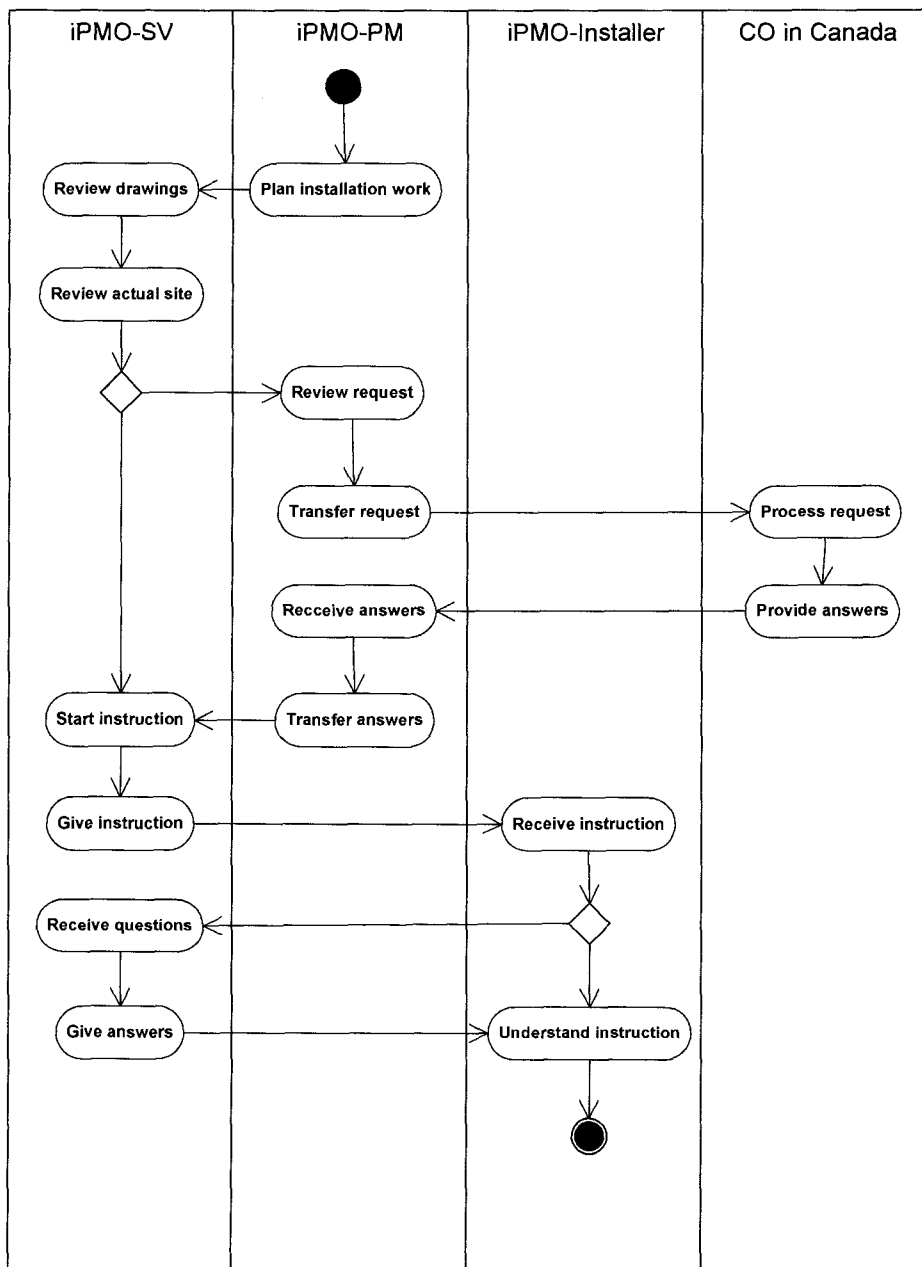 iPMO-SV
iPMO-PM
iPMO-Installer
CO in Canada
Review drawings
Plan installation work
Review actual site
Review request
Transfer request
Process request
Recceive answers
Provide answers
Start instruction
Transfer answers
Give instruction
Receive instruction
Receive questions
Give answers
Understand instruction